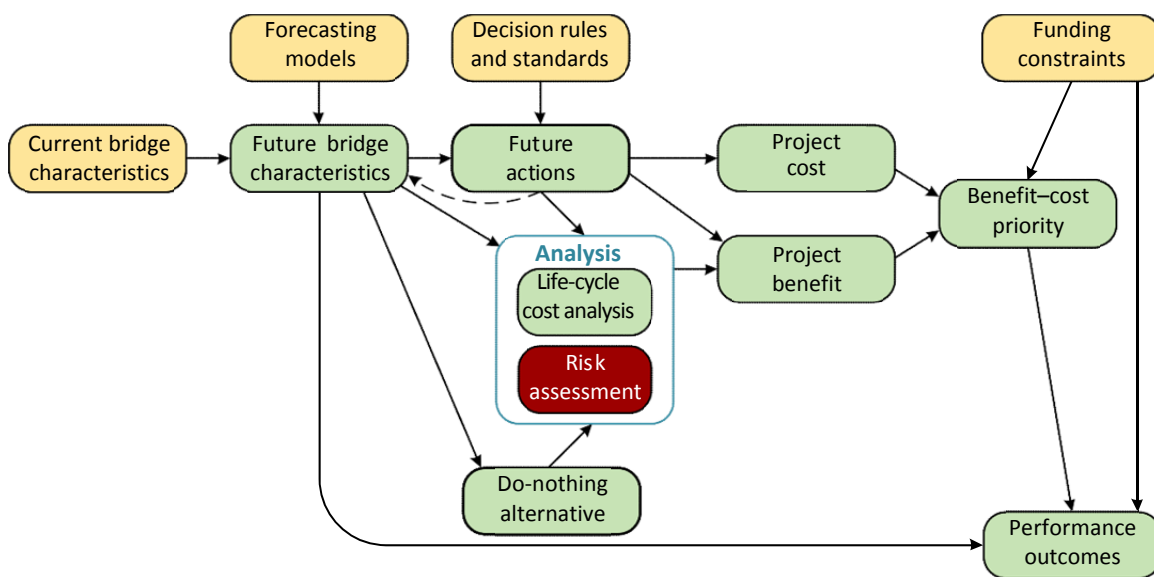 Forecasting
models
Decision rules
and standards
Funding
constraints
Current bridge
characteristics
Future bridge
characteristics
Future
actions
Project
cost
Benefit–cost
priority
Analysis
Life-cycle
cost analysis
Risk
assessment
Project
benefit
Do-nothing
alternative
Performance
outcomes